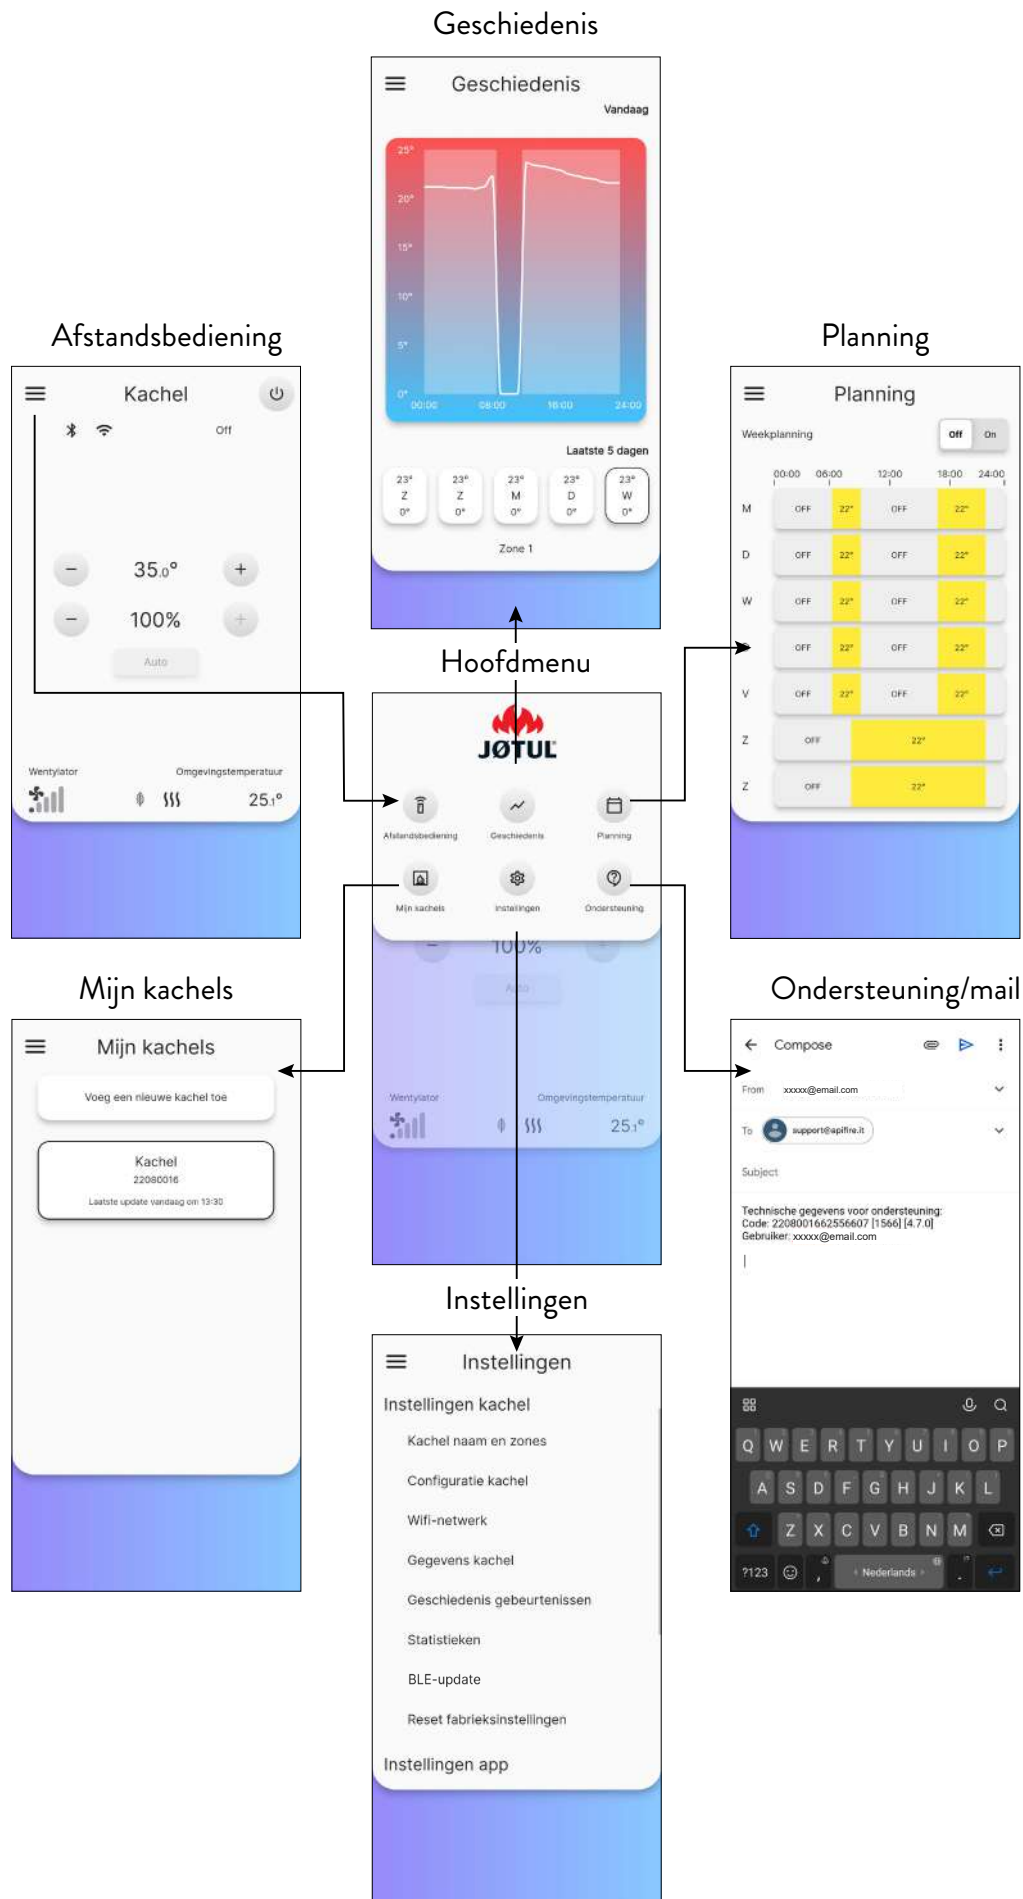 Geschiedenis
Geschiedenis
Vandaag
25°
20°
15°
10°
5°
0°
00:00 08:00 16:00 24:00
Laatste 5 dagen
23° 23° 23° 23° 23°
Z Z M D W
0° 0° 0° 0° 0°
Zone 1
Afstandsbediening
Kachel
Off
35.0°
100%
Auto
Wentylator Omgevingstemperatuur
25.1°
Planning
Planning
Weekplanning Off On
00:00 06:00 12:00 18:00 24:00
M OFF 22° OFF 22°
D OFF 22° OFF 22°
W OFF 22° OFF 22°
OFF 22° OFF 22°
V OFF 22° OFF 22°
Z OFF 22°
Z OFF 22°
Hoofdmenu
JØTUL
Afstandsbediening Geschiedenis Planning
Mijn kachels Instellingen Ondersteuning
100%
Auto
Wentylator Omgevingstemperatuur
25.1°
Mijn kachels
Mijn kachels
Voeg een nieuwe kachel toe
Kachel
22080016
Laatste update vandaag om 13:30
Ondersteuning/mail
Compose
From xxxxx@email.com
To support@apifire.it
Subject
Technische gegevens voor ondersteuning:
Code: 2208001662556607 [1566] [4.7.0]
Gebruiker: xxxxx@email.com
Q W E R T Y U I O P
A S D F G H J K L
Z X C V B N M
?123 , Nederlands .
Instellingen
Instellingen
Instellingen kachel
Kachel naam en zones
Configuratie kachel
Wifi-netwerk
Gegevens kachel
Geschiedenis gebeurtenissen
Statistieken
BLE-update
Reset fabrieksinstellingen
Instellingen app